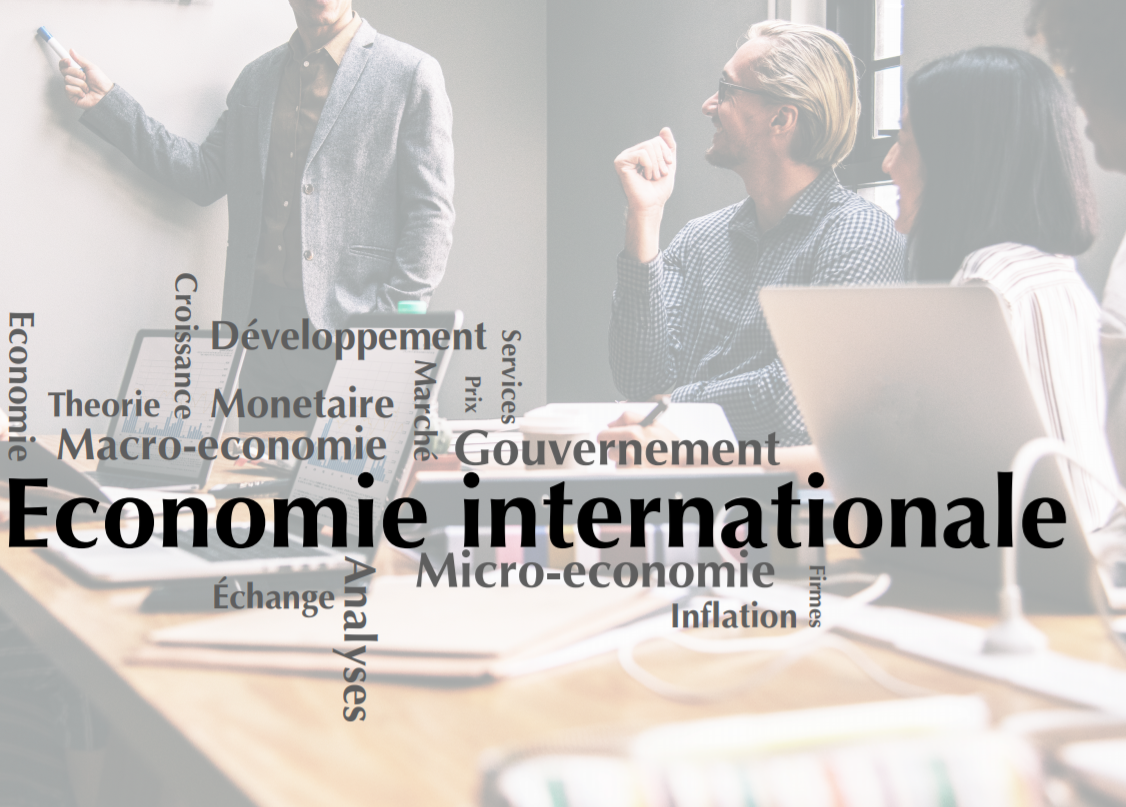 Croissance
Economie
Développement
Services
Marché
Prix
Theorie
Monetaire
Macro-economie
Gouvernement
Economie internationale
Micro-economie
Analyses
Échange
Firmes
Inflation